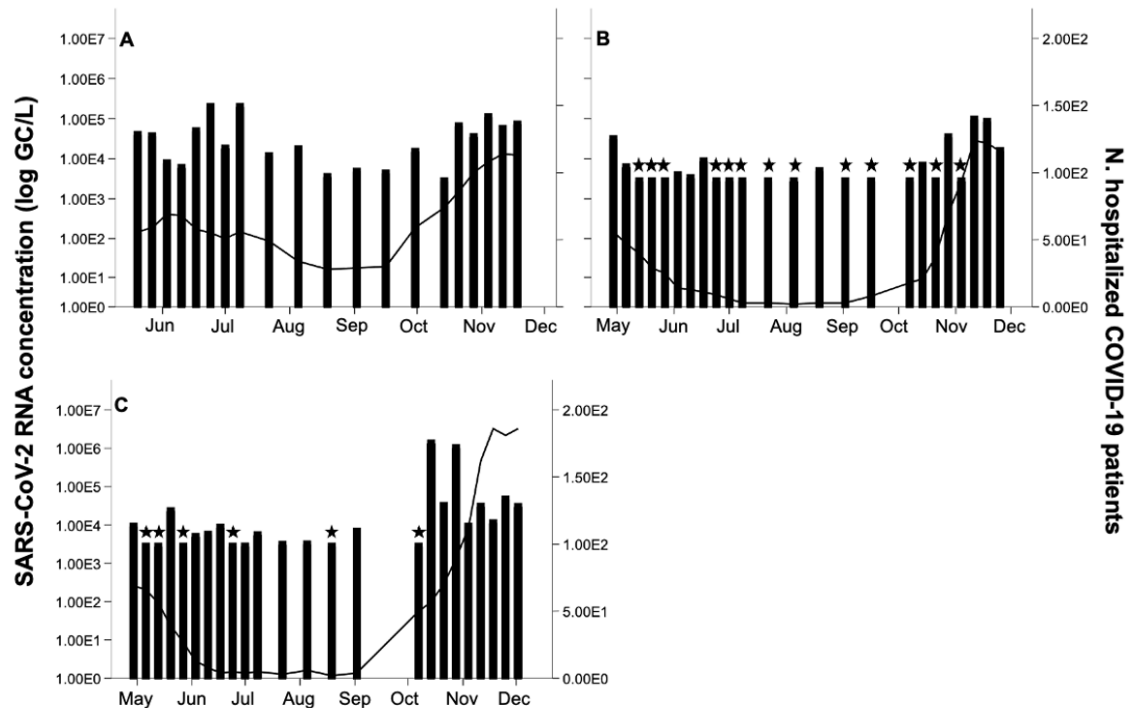 SARS-CoV-2 RNA concentration (log GC/L)
A
1.00E7
1.00E6
1.00E5
1.00E4
1.00E3
1.00E2
1.00E1
1.00E0
Jun Jul Aug Sep Oct Nov Dec
B
2.00E2
1.50E2
1.00E2
5.00E1
0.00E0
May Jun Jul Aug Sep Oct Nov Dec
C
1.00E7
1.00E6
1.00E5
1.00E4
1.00E3
1.00E2
1.00E1
1.00E0
2.00E2
1.50E2
1.00E2
5.00E1
0.00E0
May Jun Jul Aug Sep Oct Nov Dec
N. hospitalized COVID-19 patients